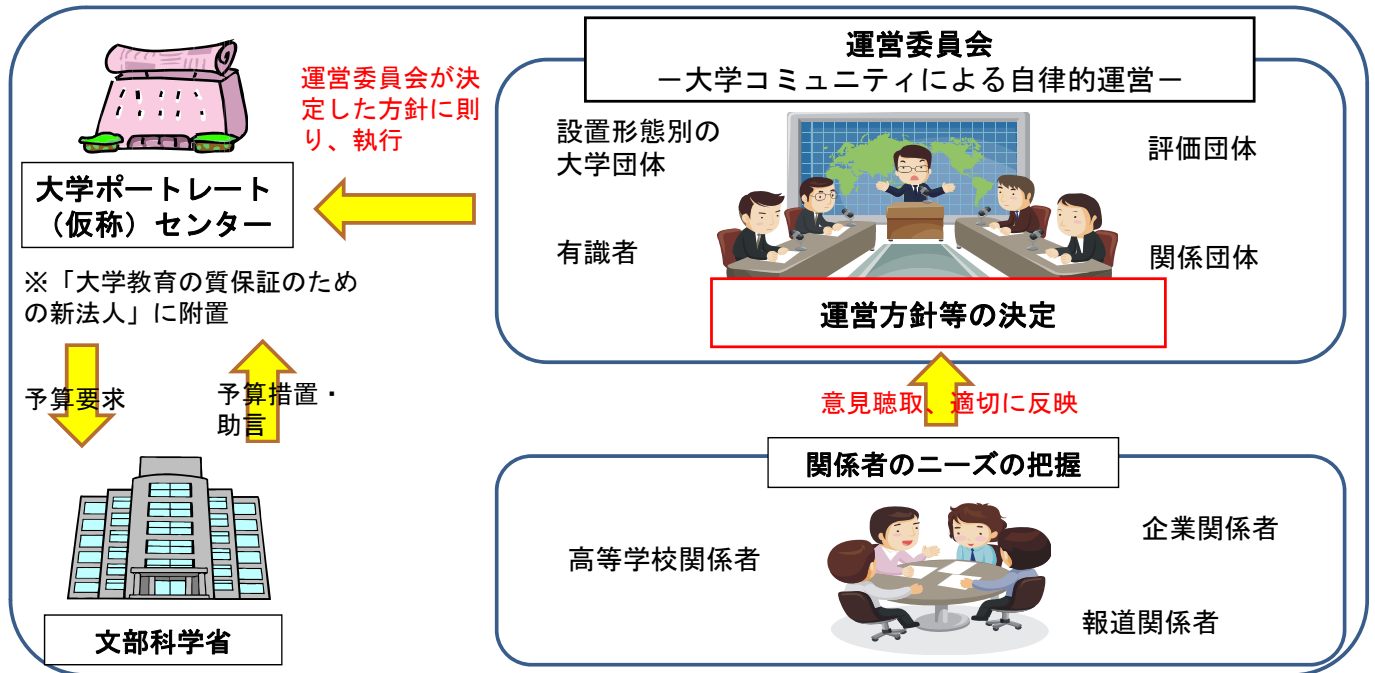 運営委員会
－大学コミュニティによる自律的運営－
運営委員会が決
定した方針に則
り、執行
設置形態別の
大学団体
評価団体
有識者
関係団体
運営方針等の決定
大学ポートレート
（仮称）センター
※「大学教育の質保証のため
の新法人」に附置
予算要求
予算措置・
助言
文部科学省
意見聴取、適切に反映
関係者のニーズの把握
高等学校関係者
企業関係者
報道関係者